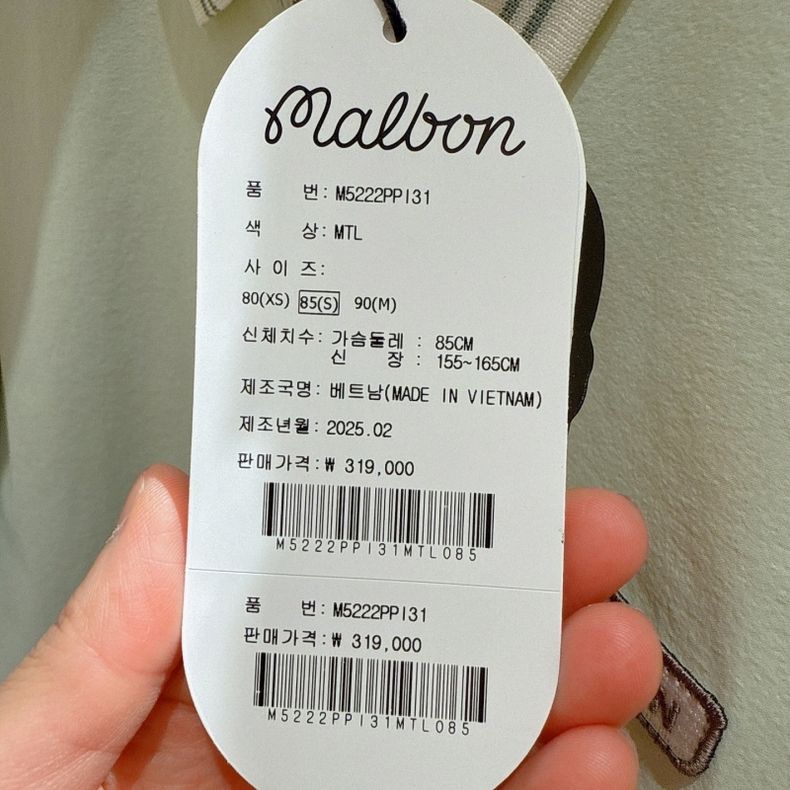 malbon
품 번: M5222PPI31
색 상: MTL
사 이 즈:
80(XS) 85(S) 90(M)
신체치수: 가슴둘레 : 85CM
신 장 : 155~165CM
제조국명: 베트남(MADE IN VIETNAM)
제조년월: 2025.02
판매가격:₩ 319,000
M5222PPI31MTL085
품 번: M5222PPI31
판매가격:₩ 319,000
M5222PPI31MTL085
N